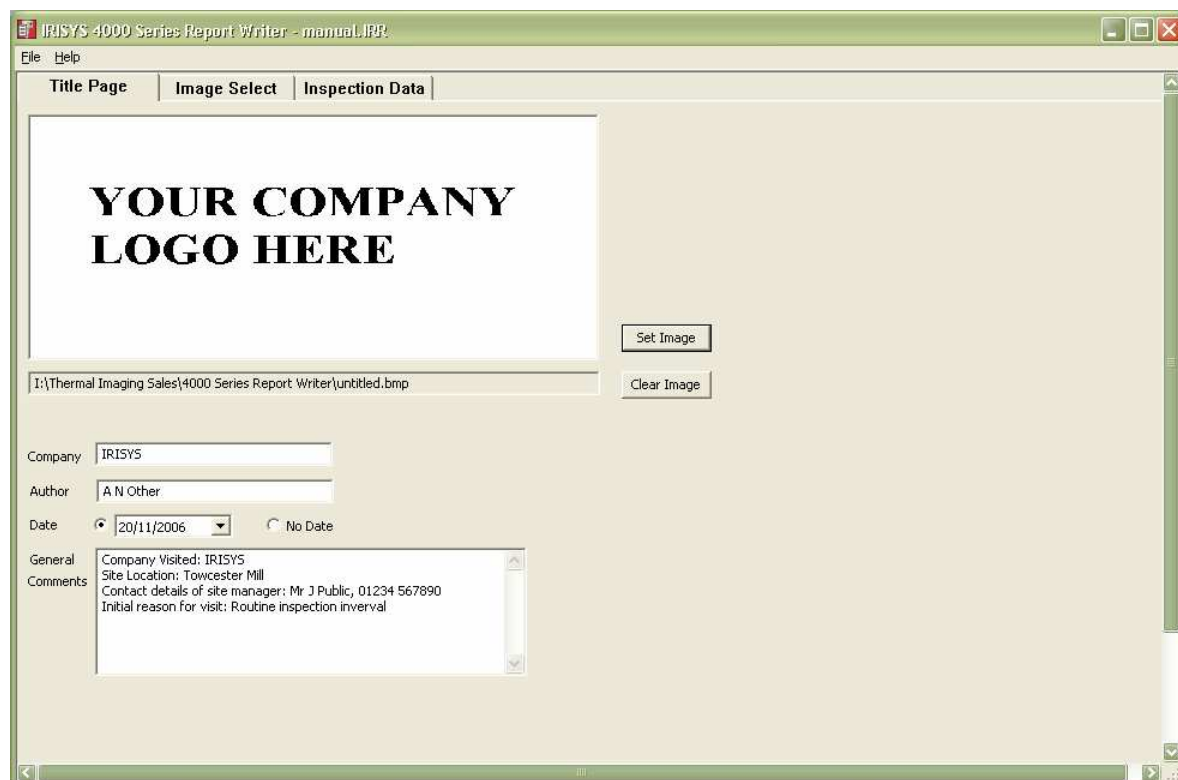 IRISYS 4000 Series Report Writer - manual.IRR
File Help
Title Page Image Select Inspection Data
YOUR COMPANY
LOGO HERE
Set Image
I:\Thermal Imaging Sales\4000 Series Report Writer\untitled.bmp
Clear Image
Company IRISYS
Author A N Other
Date 20/11/2006 No Date
General
Comments
Company Visited: IRISYS
Site Location: Towcester Mill
Contact details of site manager: Mr J Public, 01234 567890
Initial reason for visit: Routine inspection inverval